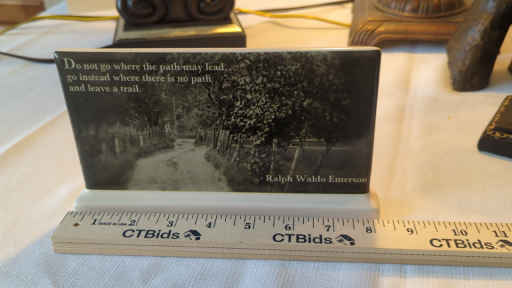 Do not go where the path may lead,
go instead where there is no path,
and leave a trail.
Ralph Waldo Emerson
1 2 3 4 5 6 7 8 9 10 11
CTBids CTBids CTBids